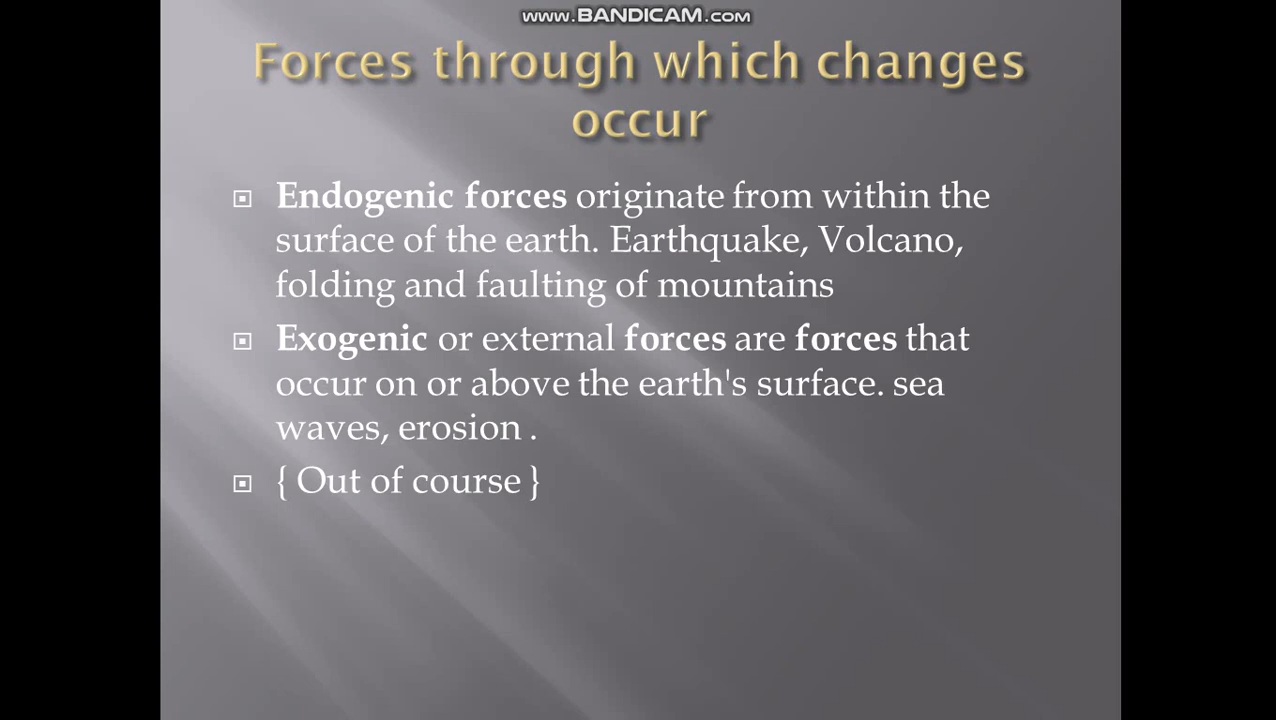 www.BANDICAM.com
Forces through which changes
occur
Endogenic forces originate from within the
surface of the earth. Earthquake, Volcano,
folding and faulting of mountains
Exogenic or external forces are forces that
occur on or above the earth's surface. sea
waves, erosion .
{ Out of course }